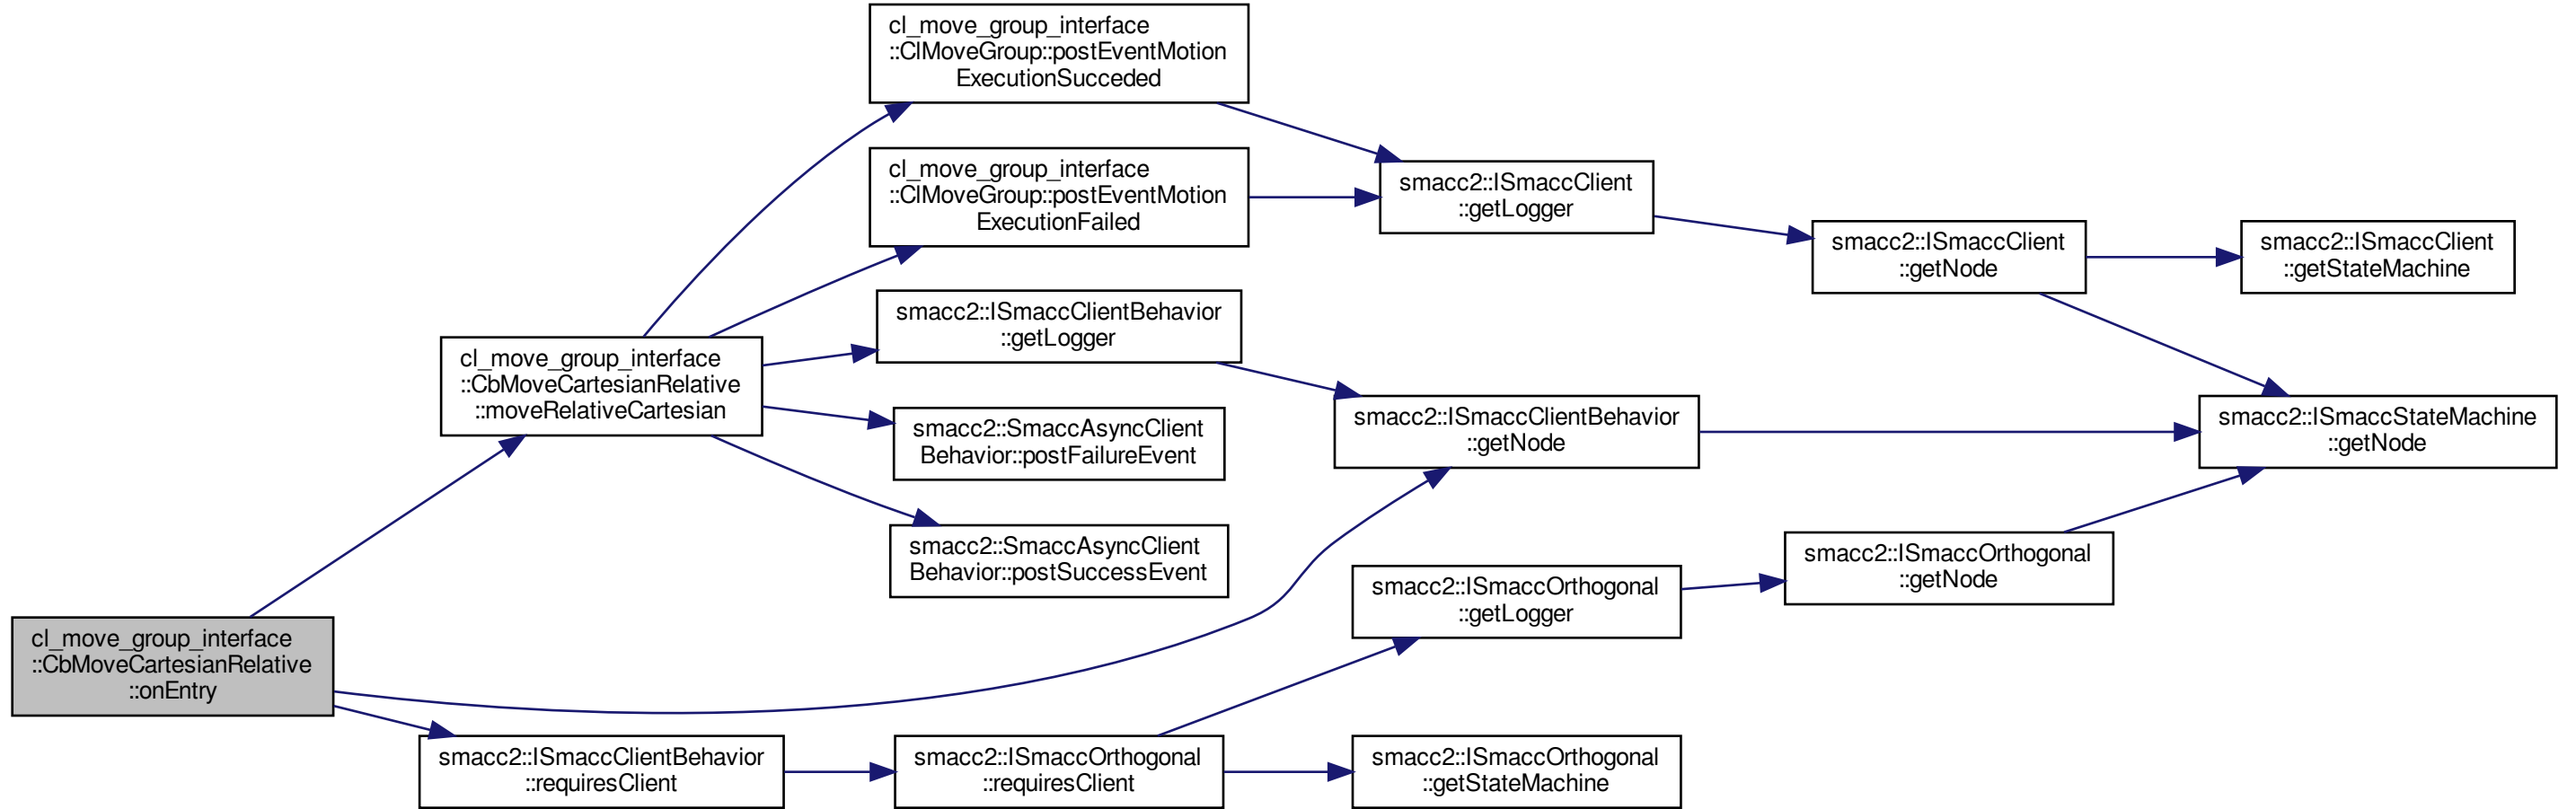 cl_move_group_interface
::ClMoveGroup::postEventMotion
ExecutionSucceded
cl_move_group_interface
::ClMoveGroup::postEventMotion
ExecutionFailed
smacc2::ISmaccClient
::getLogger
smacc2::ISmaccClient
::getNode
smacc2::ISmaccClient
::getStateMachine
smacc2::ISmaccClientBehavior
::getLogger
cl_move_group_interface
::CbMoveCartesianRelative
::moveRelativeCartesian
smacc2::SmaccAsyncClient
Behavior::postFailureEvent
smacc2::ISmaccClientBehavior
::getNode
smacc2::ISmaccStateMachine
::getNode
smacc2::SmaccAsyncClient
Behavior::postSuccessEvent
smacc2::ISmaccOrthogonal
::getLogger
smacc2::ISmaccOrthogonal
::getNode
cl_move_group_interface
::CbMoveCartesianRelative
::onEntry
smacc2::ISmaccClientBehavior
::requiresClient
smacc2::ISmaccOrthogonal
::requiresClient
smacc2::ISmaccOrthogonal
::getStateMachine